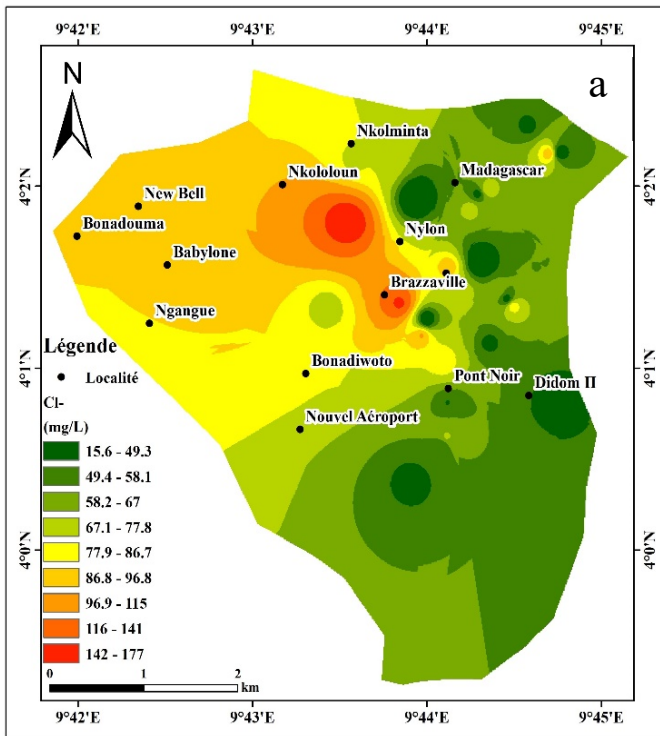 9°42'E 9°43'E 9°44'E 9°45'E
N
a
Nkolminta
4°2'N
4°2'N
Nkololoun
Madagascar
New Bell
Bonadouma
Nylon
Babylone
Brazzaville
Ngangue
Légende
Localité
4°1'N
4°1'N
Bonadiwoto
Pont Noir
Didom II
Nouvel Aéroport
Cl-
(mg/L)
15.6 - 49.3
49.4 - 58.1
58.2 - 67
67.1 - 77.8
77.9 - 86.7
86.8 - 96.8
96.9 - 115
116 - 141
142 - 177
4°0'N
4°0'N
0 1 2
km
9°42'E 9°43'E 9°44'E 9°45'E